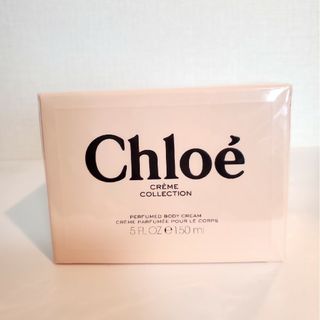 Chloé
CRÈME
COLLECTION
PERFUMED BODY CREAM
CRÈME PARFUMÉE POUR LE CORPS
5 FL.OZ ℮ 150 ml